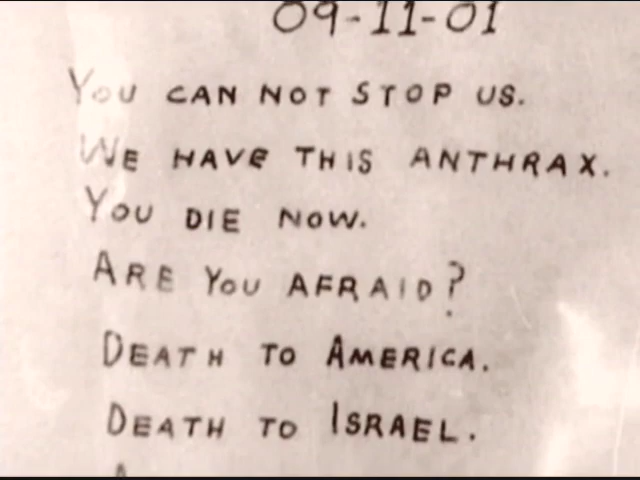 09-11-01
YOU CAN NOT STOP US.
WE HAVE THIS ANTHRAX.
YOU DIE NOW.
ARE YOU AFRAID?
DEATH TO AMERICA.
DEATH TO ISRAEL.